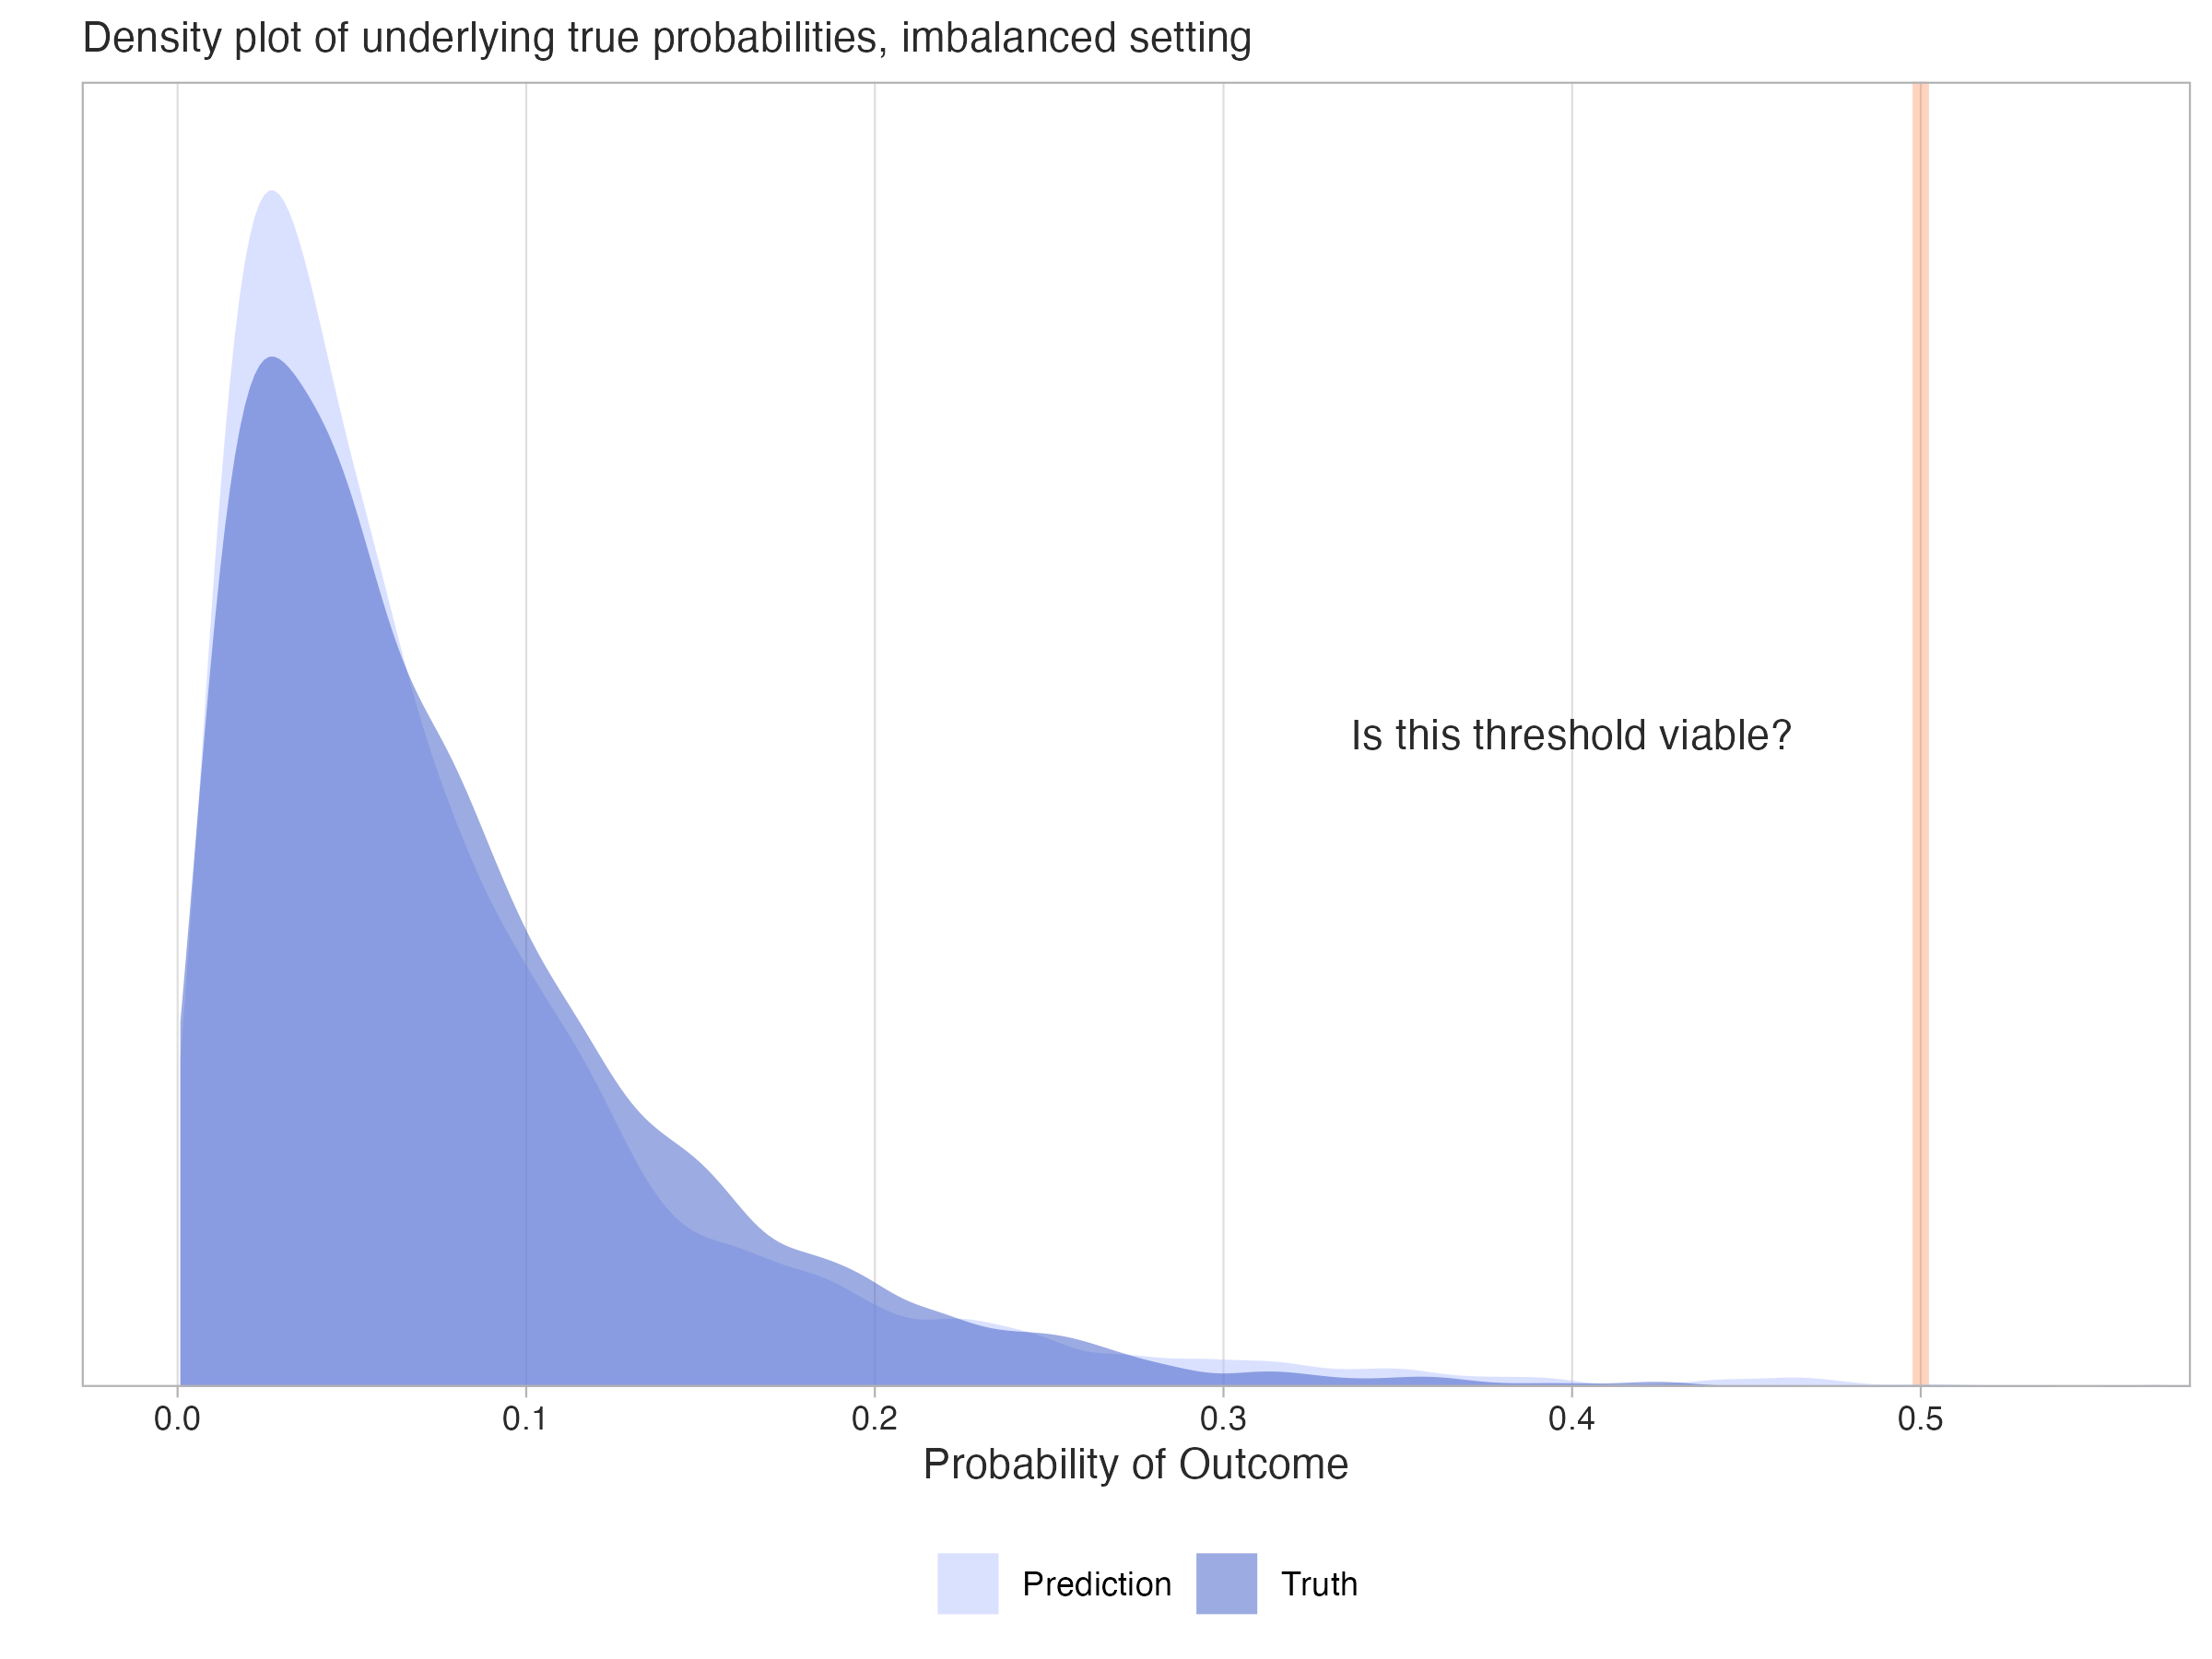 Density plot of underlying true probabilities, imbalanced setting
Is this threshold viable?
0.0 0.1 0.2 0.3 0.4 0.5
Probability of Outcome
Prediction Truth